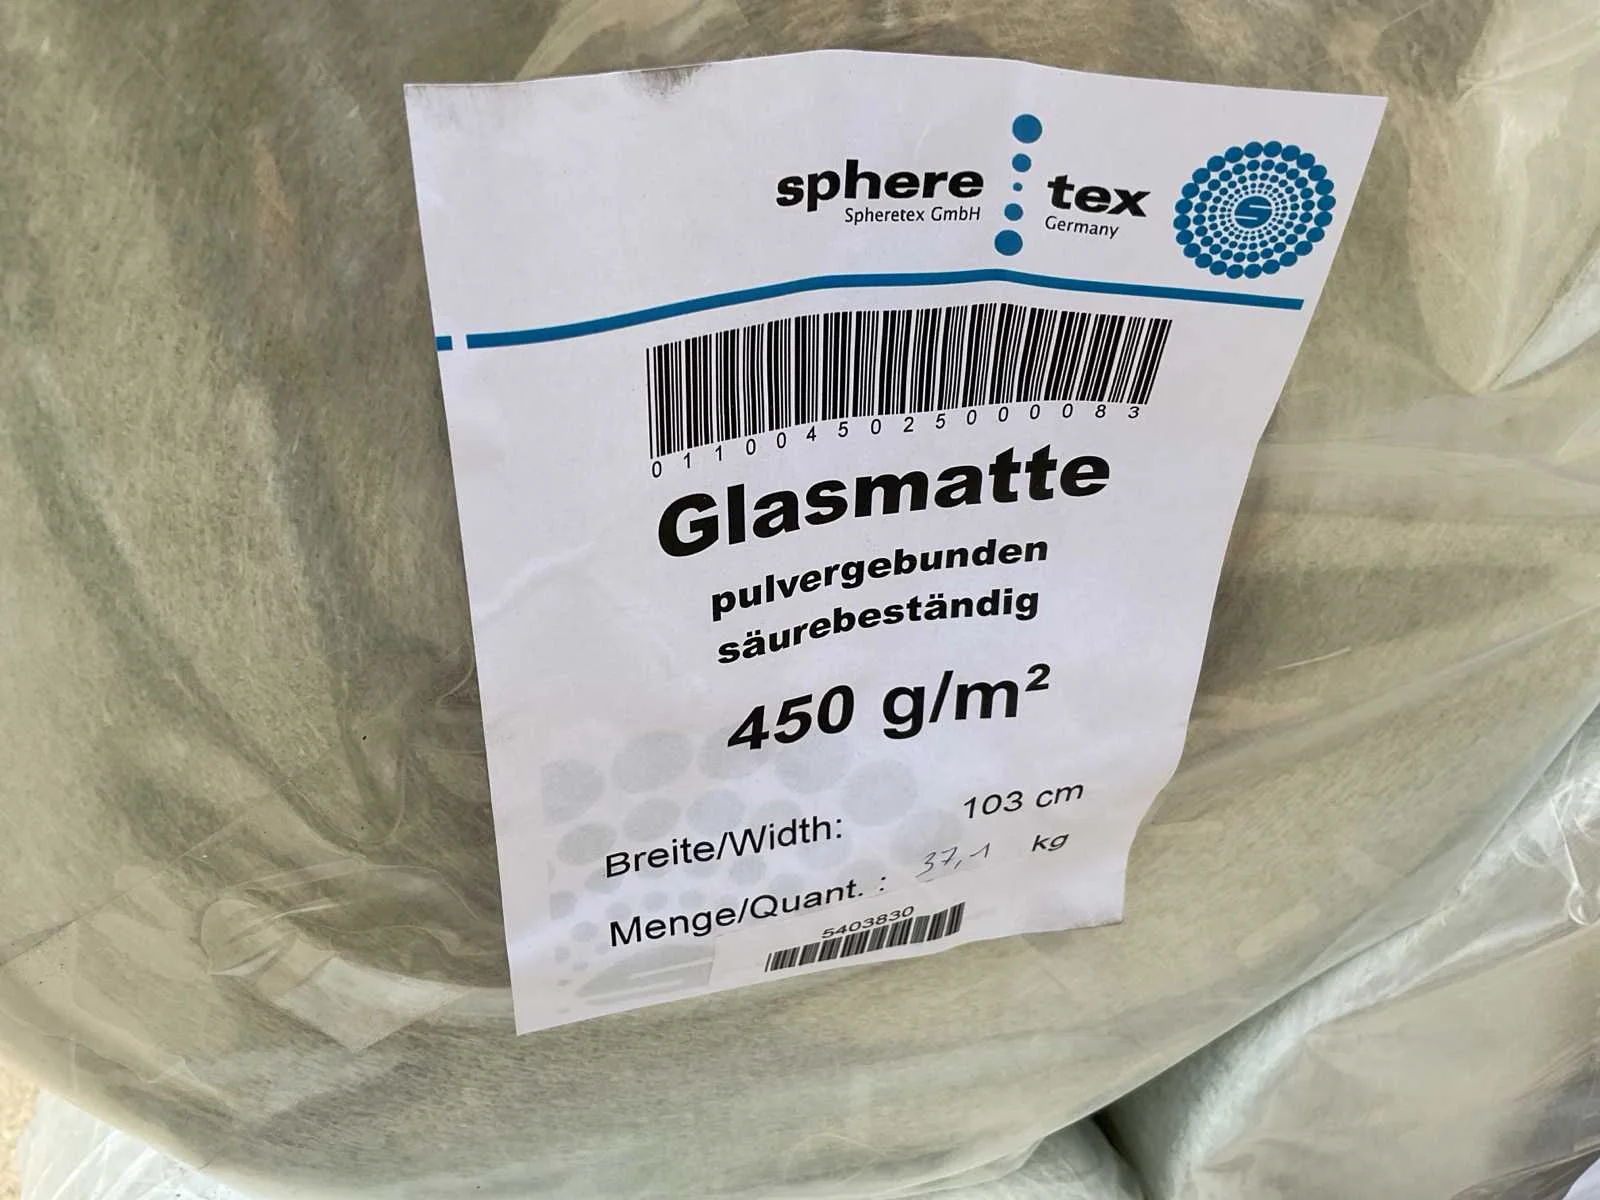 sphere tex
Spheretex GmbH Germany
S
0110045025000083
Glasmatte
pulvergebunden
säurebeständig
450 g/m²
Breite/Width: 103 cm
Menge/Quant. : 37,1 kg
5403830